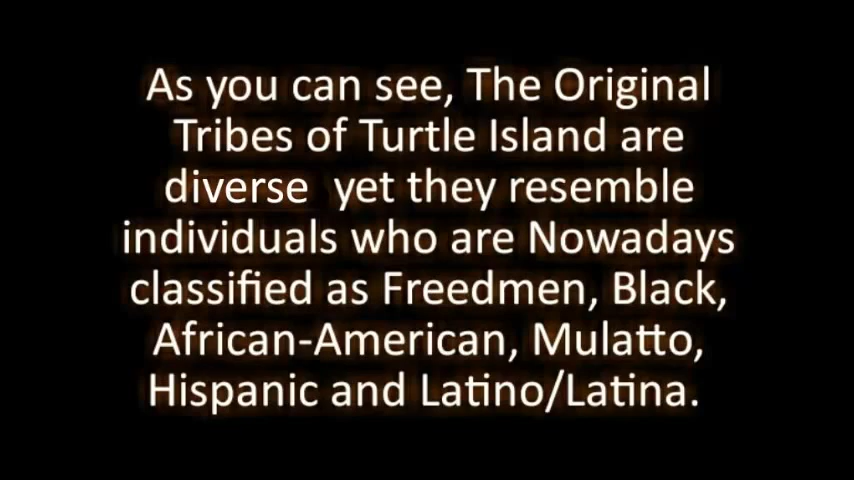 As you can see, The Original
Tribes of Turtle Island are
diverse  yet they resemble
individuals who are Nowadays
classified as Freedmen, Black,
African-American, Mulatto,
Hispanic and Latino/Latina.